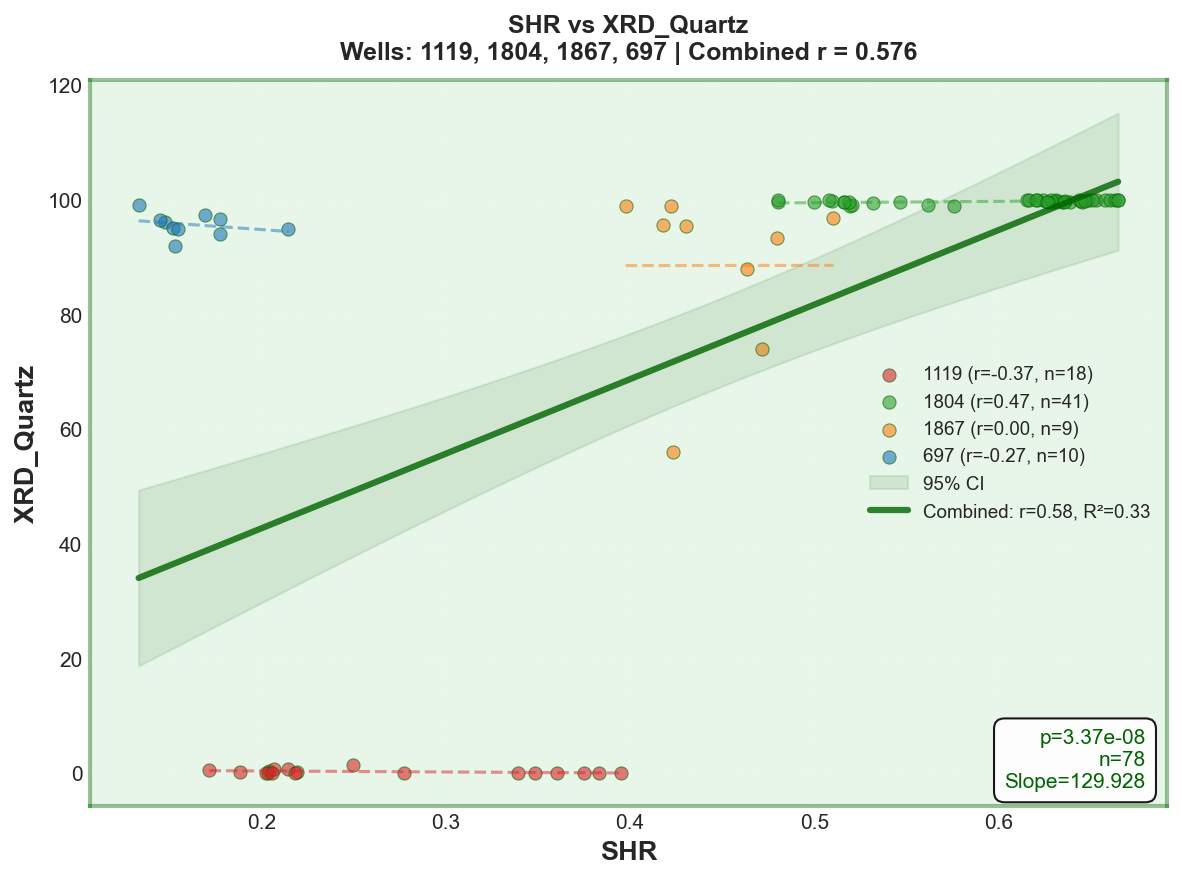 SHR vs XRD_Quartz
Wells: 1119, 1804, 1867, 697 | Combined r = 0.576
120
100
80
60
40
20
0
XRD_Quartz
1119 (r=-0.37, n=18)
1804 (r=0.47, n=41)
1867 (r=0.00, n=9)
697 (r=-0.27, n=10)
95% CI
Combined: r=0.58, R²=0.33
p=3.37e-08
n=78
Slope=129.928
0.2
0.3
0.4
0.5
0.6
SHR